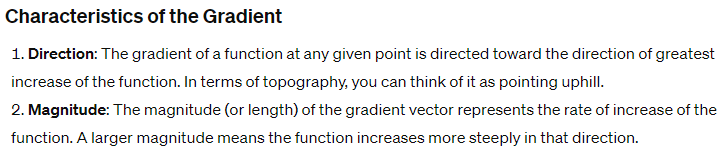 Characteristics of the Gradient
1. Direction: The gradient of a function at any given point is directed toward the direction of greatest
increase of the function. In terms of topography, you can think of it as pointing uphill.
2. Magnitude: The magnitude (or length) of the gradient vector represents the rate of increase of the
function. A larger magnitude means the function increases more steeply in that direction.